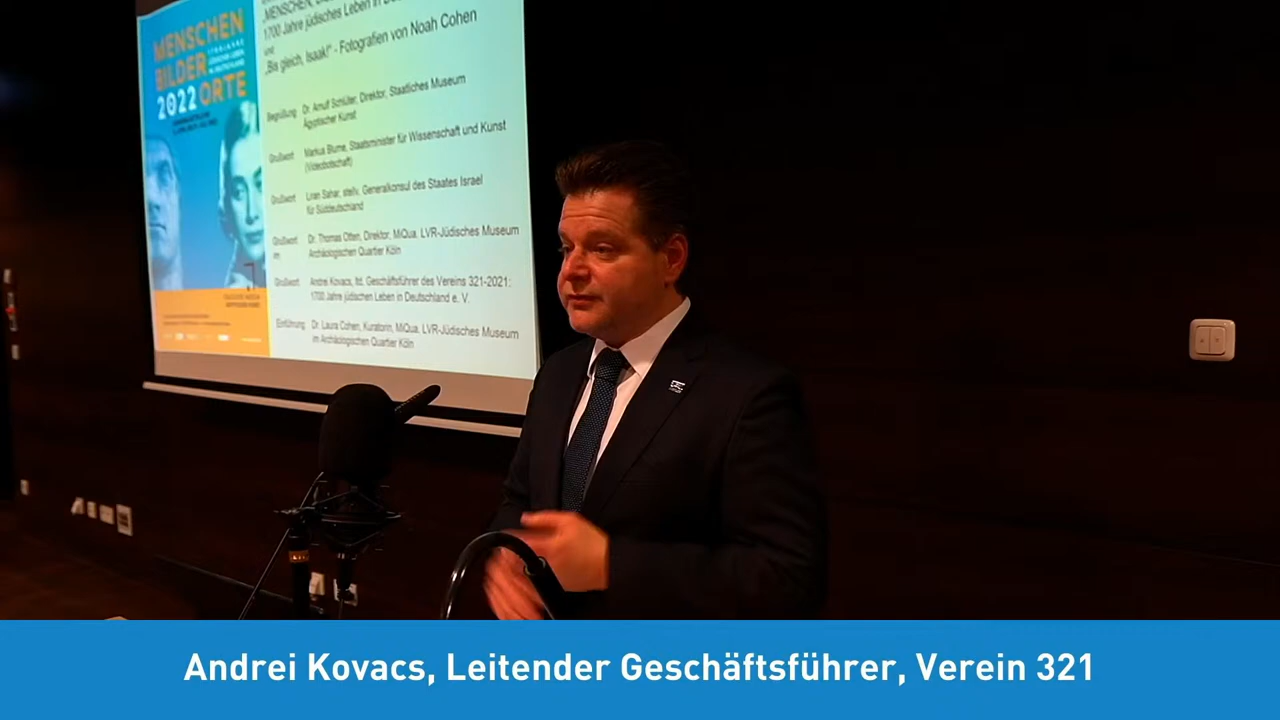 MENSCHEN
BILDER
2022 ORTE
1700 Jahre jüdisches Leben in
und
„Bis gleich, Isaak!“ - Fotografien von Noah Cohen
Begrüßung Dr. Arnulf Schlüter, Direktor, Staatliches Museum
Ägyptischer Kunst
Grußwort Markus Blume, Staatsminister für Wissenschaft und Kunst
(Videobotschaft)
Grußwort Liran Sahar, stellv. Generalkonsul des Staates Israel
für Süddeutschland
Grußwort Dr. Thomas Otten, Direktor, MiQua. LVR-Jüdisches Museum
im Archäologischen Quartier Köln
Grußwort Andrei Kovacs, ltd. Geschäftsführer des Vereins 321-2021:
1700 Jahre jüdischen Leben in Deutschland e. V.
Einführung Dr. Laura Cohen, Kuratorin, MiQua. LVR-Jüdisches Museum
im Archäologischen Quartier Köln
Andrei Kovacs, Leitender Geschäftsführer, Verein 321